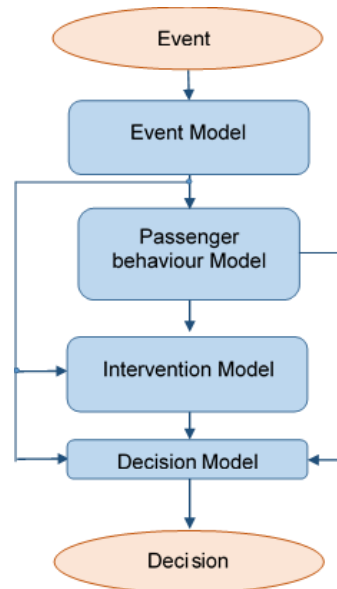 Event
Event Model
Passenger
behaviour Model
Intervention Model
Decision Model
Decision